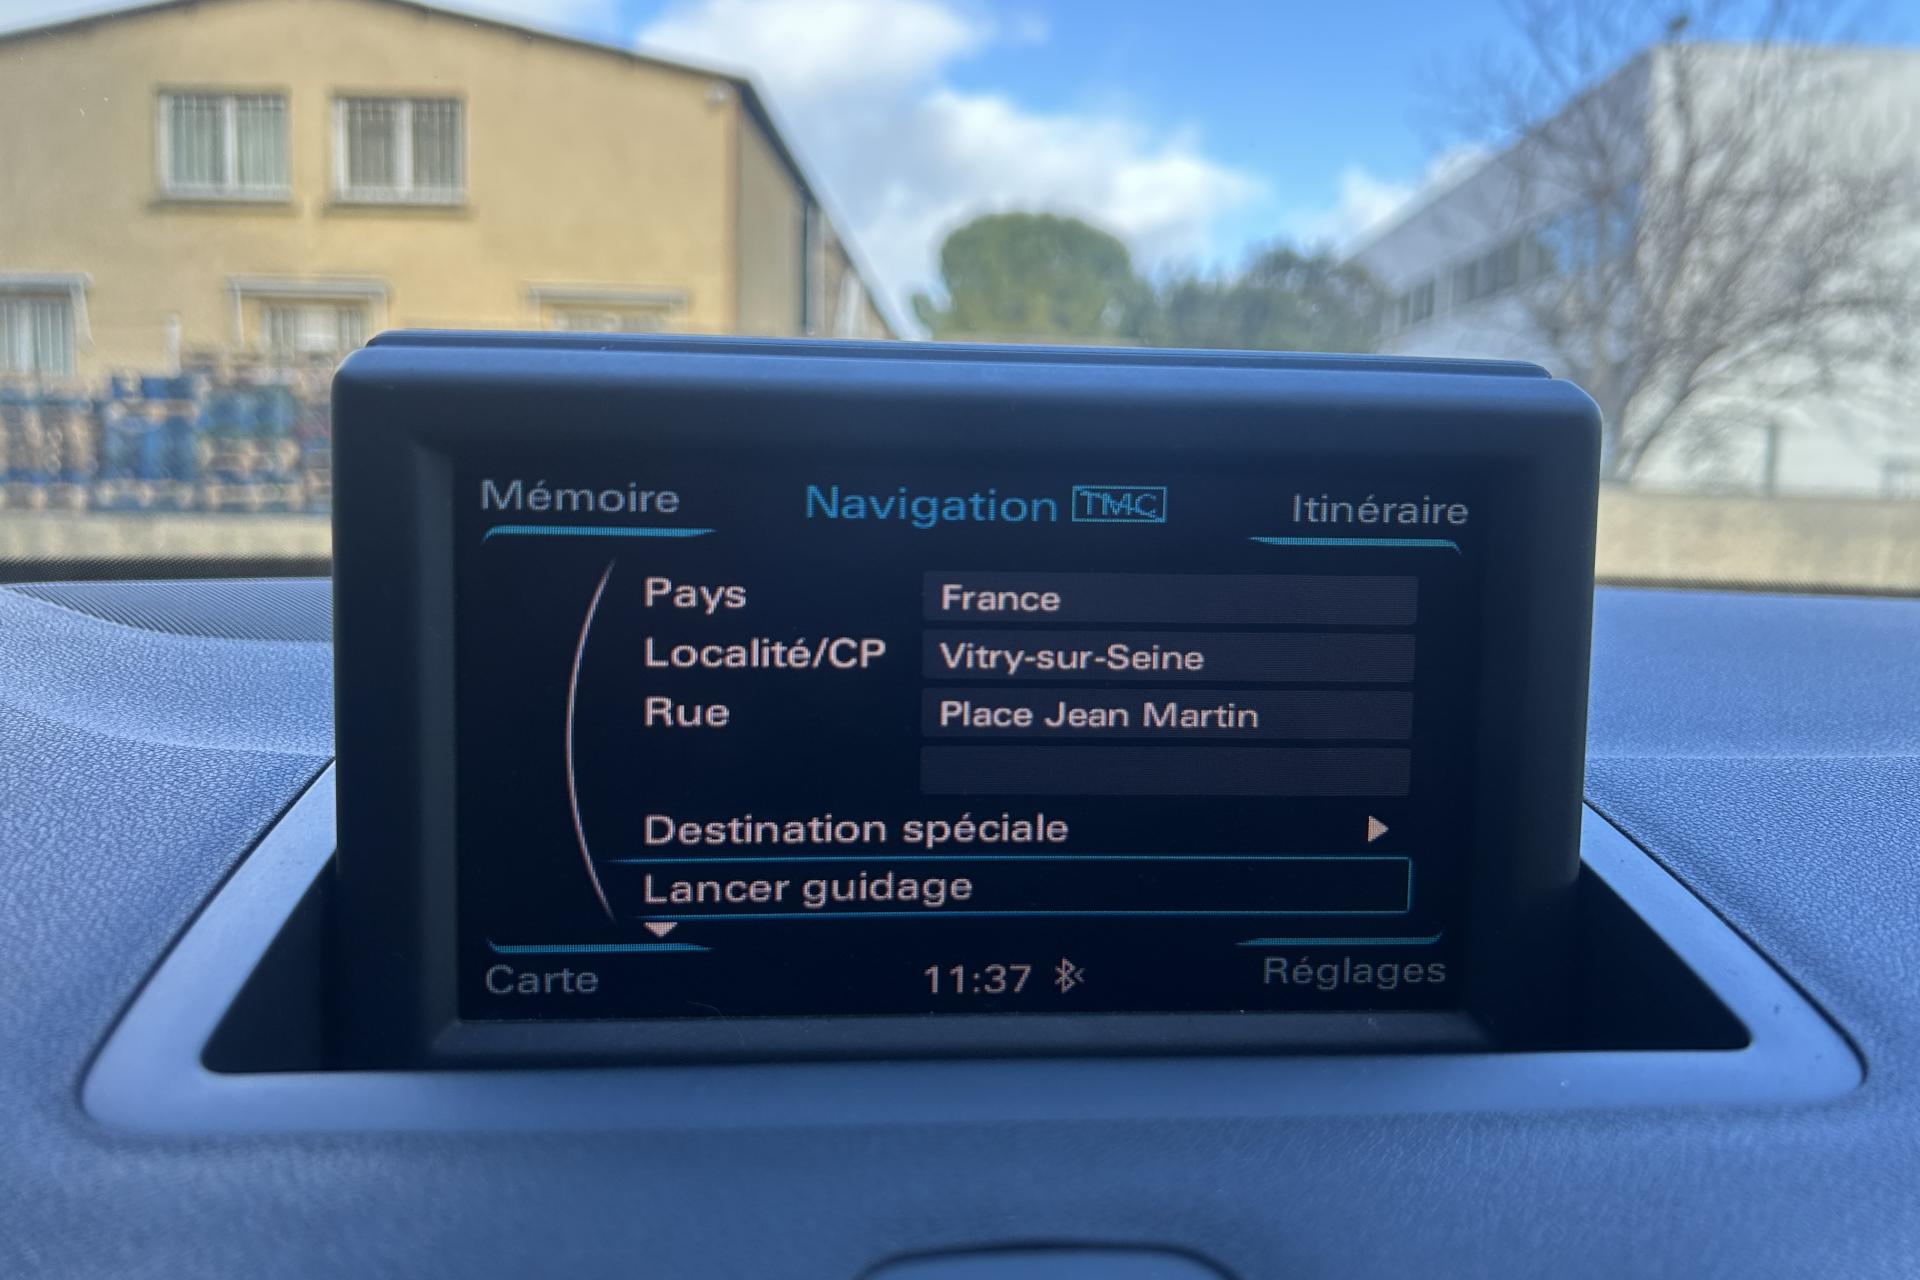 Mémoire Navigation TMC Itinéraire
Pays France
Localité/CP Vitry-sur-Seine
Rue Place Jean Martin
Destination spéciale
Lancer guidage
Carte 11:37 Réglages